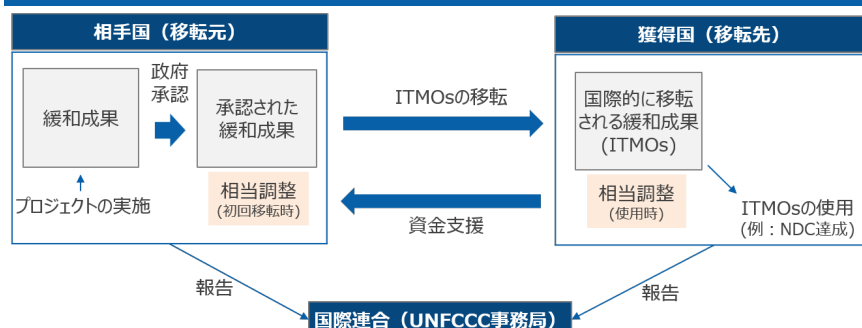 相手国（移転元）
緩和成果
政府
承認
承認された
緩和成果
プロジェクトの実施
相当調整
(初回移転時)
ITMOsの移転
資金支援
獲得国（移転先）
国際的に移転
される緩和成果
(ITMOs)
相当調整
(使用時)
ITMOsの使用
(例：NDC達成)
報告
報告
国際連合（UNFCCC事務局）